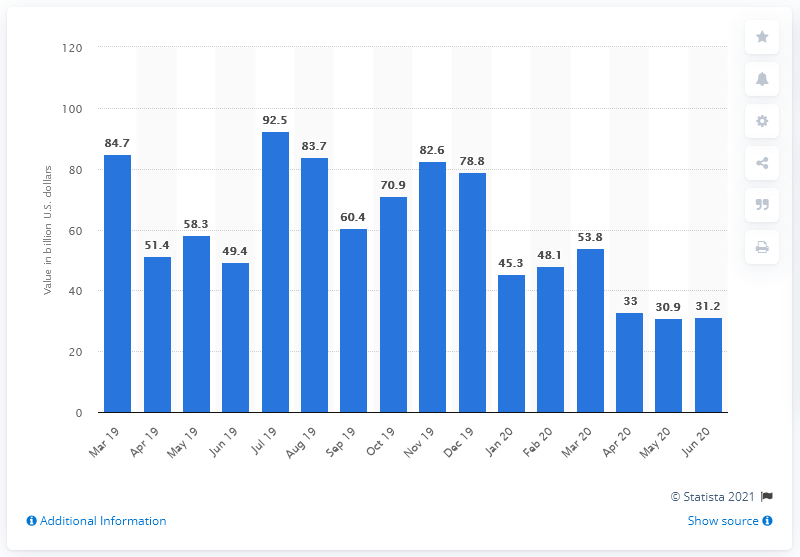 Value in billion U.S. dollars
120
100
80
60
40
20
0
84.7
51.4
58.3
49.4
92.5
83.7
60.4
70.9
82.6
78.8
45.3
48.1
53.8
33
30.9
31.2
Mar 19
Apr 19
May 19
Jun 19
Jul 19
Aug 19
Sep 19
Oct 19
Nov 19
Dec 19
Jan 20
Feb 20
Mar 20
Apr 20
May 20
Jun 20
© Statista 2021
Additional Information
Show source